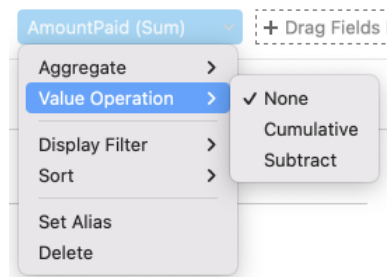 AmountPaid (Sum)
+ Drag Fields
Aggregate
Value Operation
Display Filter
Sort
Set Alias
Delete
None
Cumulative
Subtract